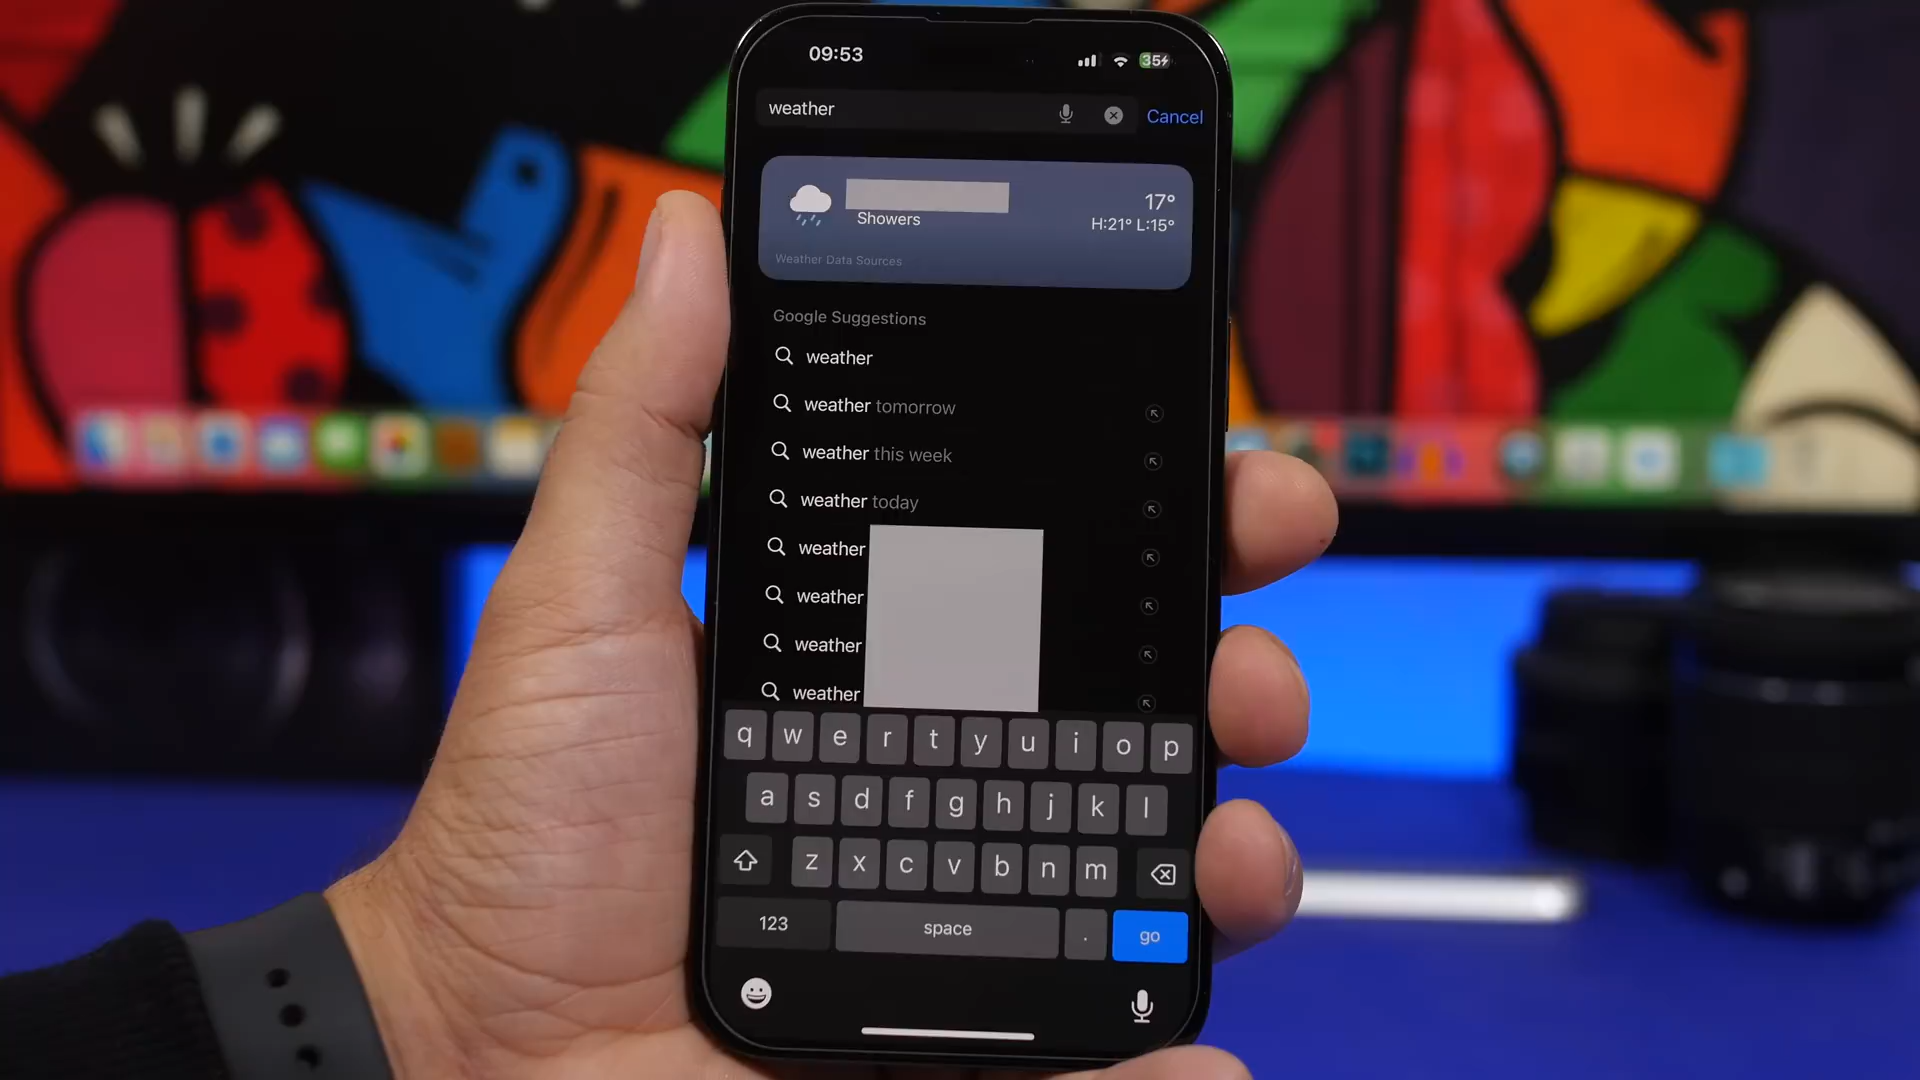 09:53
35
weather
Cancel
17°
Showers
H:21° L:15°
Weather Data Sources
Google Suggestions
weather
weather tomorrow
weather this week
weather today
weather
weather
weather
weather
q w e r t y u i o p
a s d f g h j k l
z x c v b n m
123
space
.
go